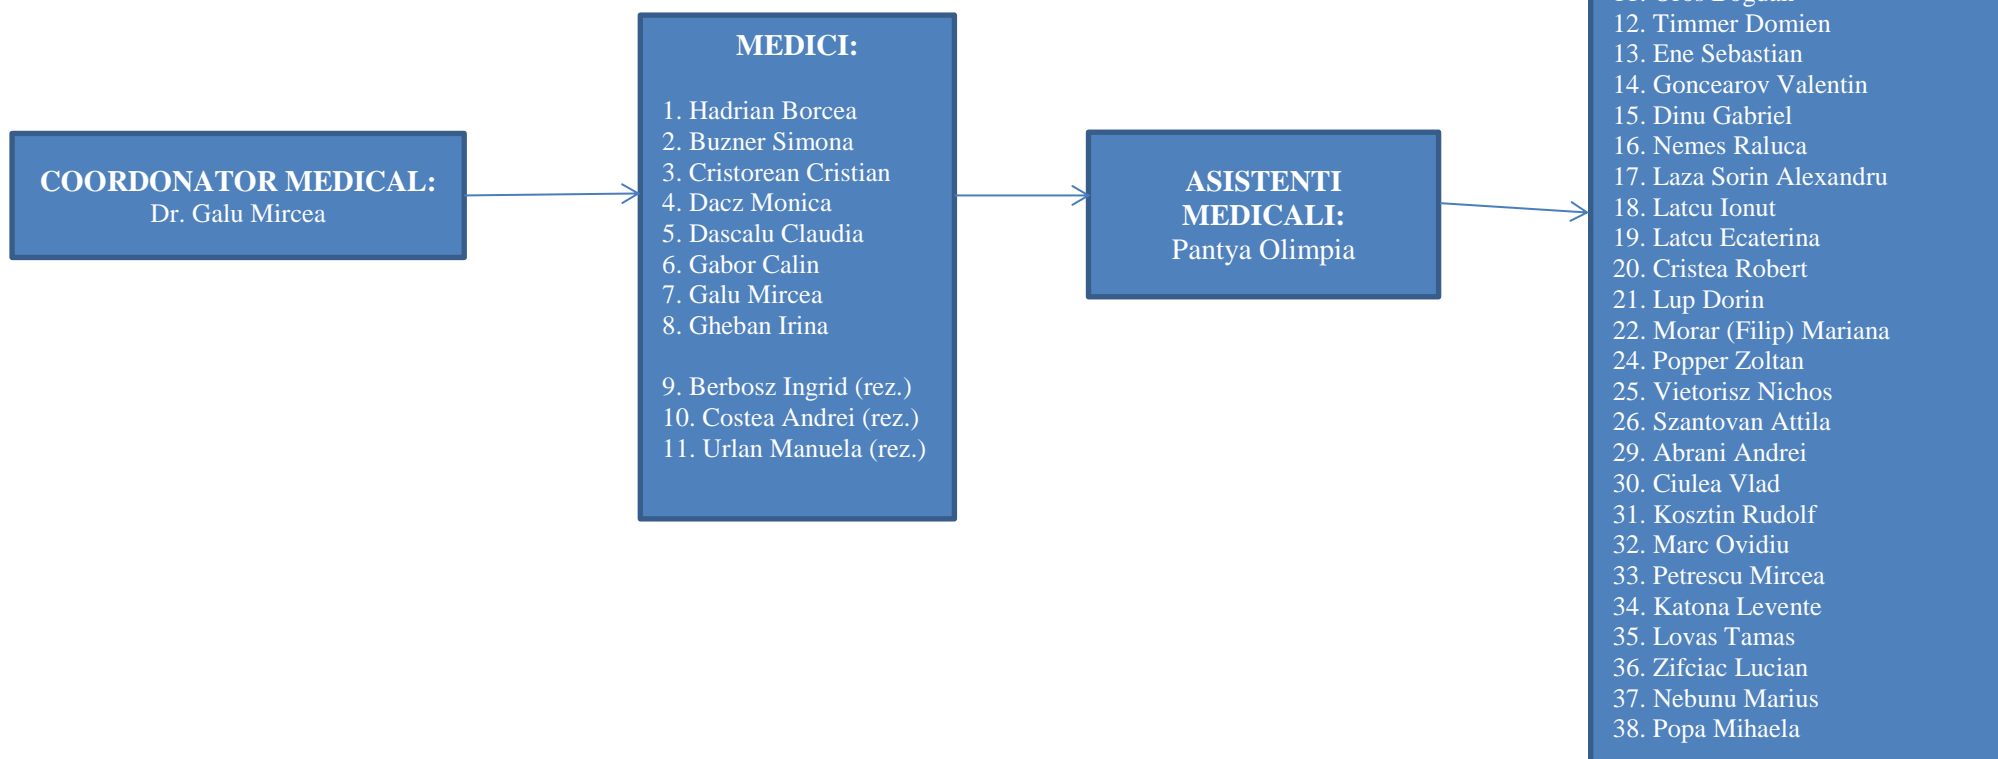 COORDONATOR MEDICAL:
Dr. Galu Mircea
MEDICI:
1. Hadrian Borcea
2. Buzner Simona
3. Cristorean Cristian
4. Dacz Monica
5. Dascalu Claudia
6. Gabor Calin
7. Galu Mircea
8. Gheban Irina
9. Berbosz Ingrid (rez.)
10. Costea Andrei (rez.)
11. Urlan Manuela (rez.)
ASISTENTI
MEDICALI:
Pantya Olimpia
12. Timmer Domien
13. Ene Sebastian
14. Goncearov Valentin
15. Dinu Gabriel
16. Nemes Raluca
17. Laza Sorin Alexandru
18. Latcu Ionut
19. Latcu Ecaterina
20. Cristea Robert
21. Lup Dorin
22. Morar (Filip) Mariana
24. Popper Zoltan
25. Vietorisz Nichos
26. Szantovan Attila
29. Abrani Andrei
30. Ciulea Vlad
31. Kosztin Rudolf
32. Marc Ovidiu
33. Petrescu Mircea
34. Katona Levente
35. Lovas Tamas
36. Zifciac Lucian
37. Nebunu Marius
38. Popa Mihaela